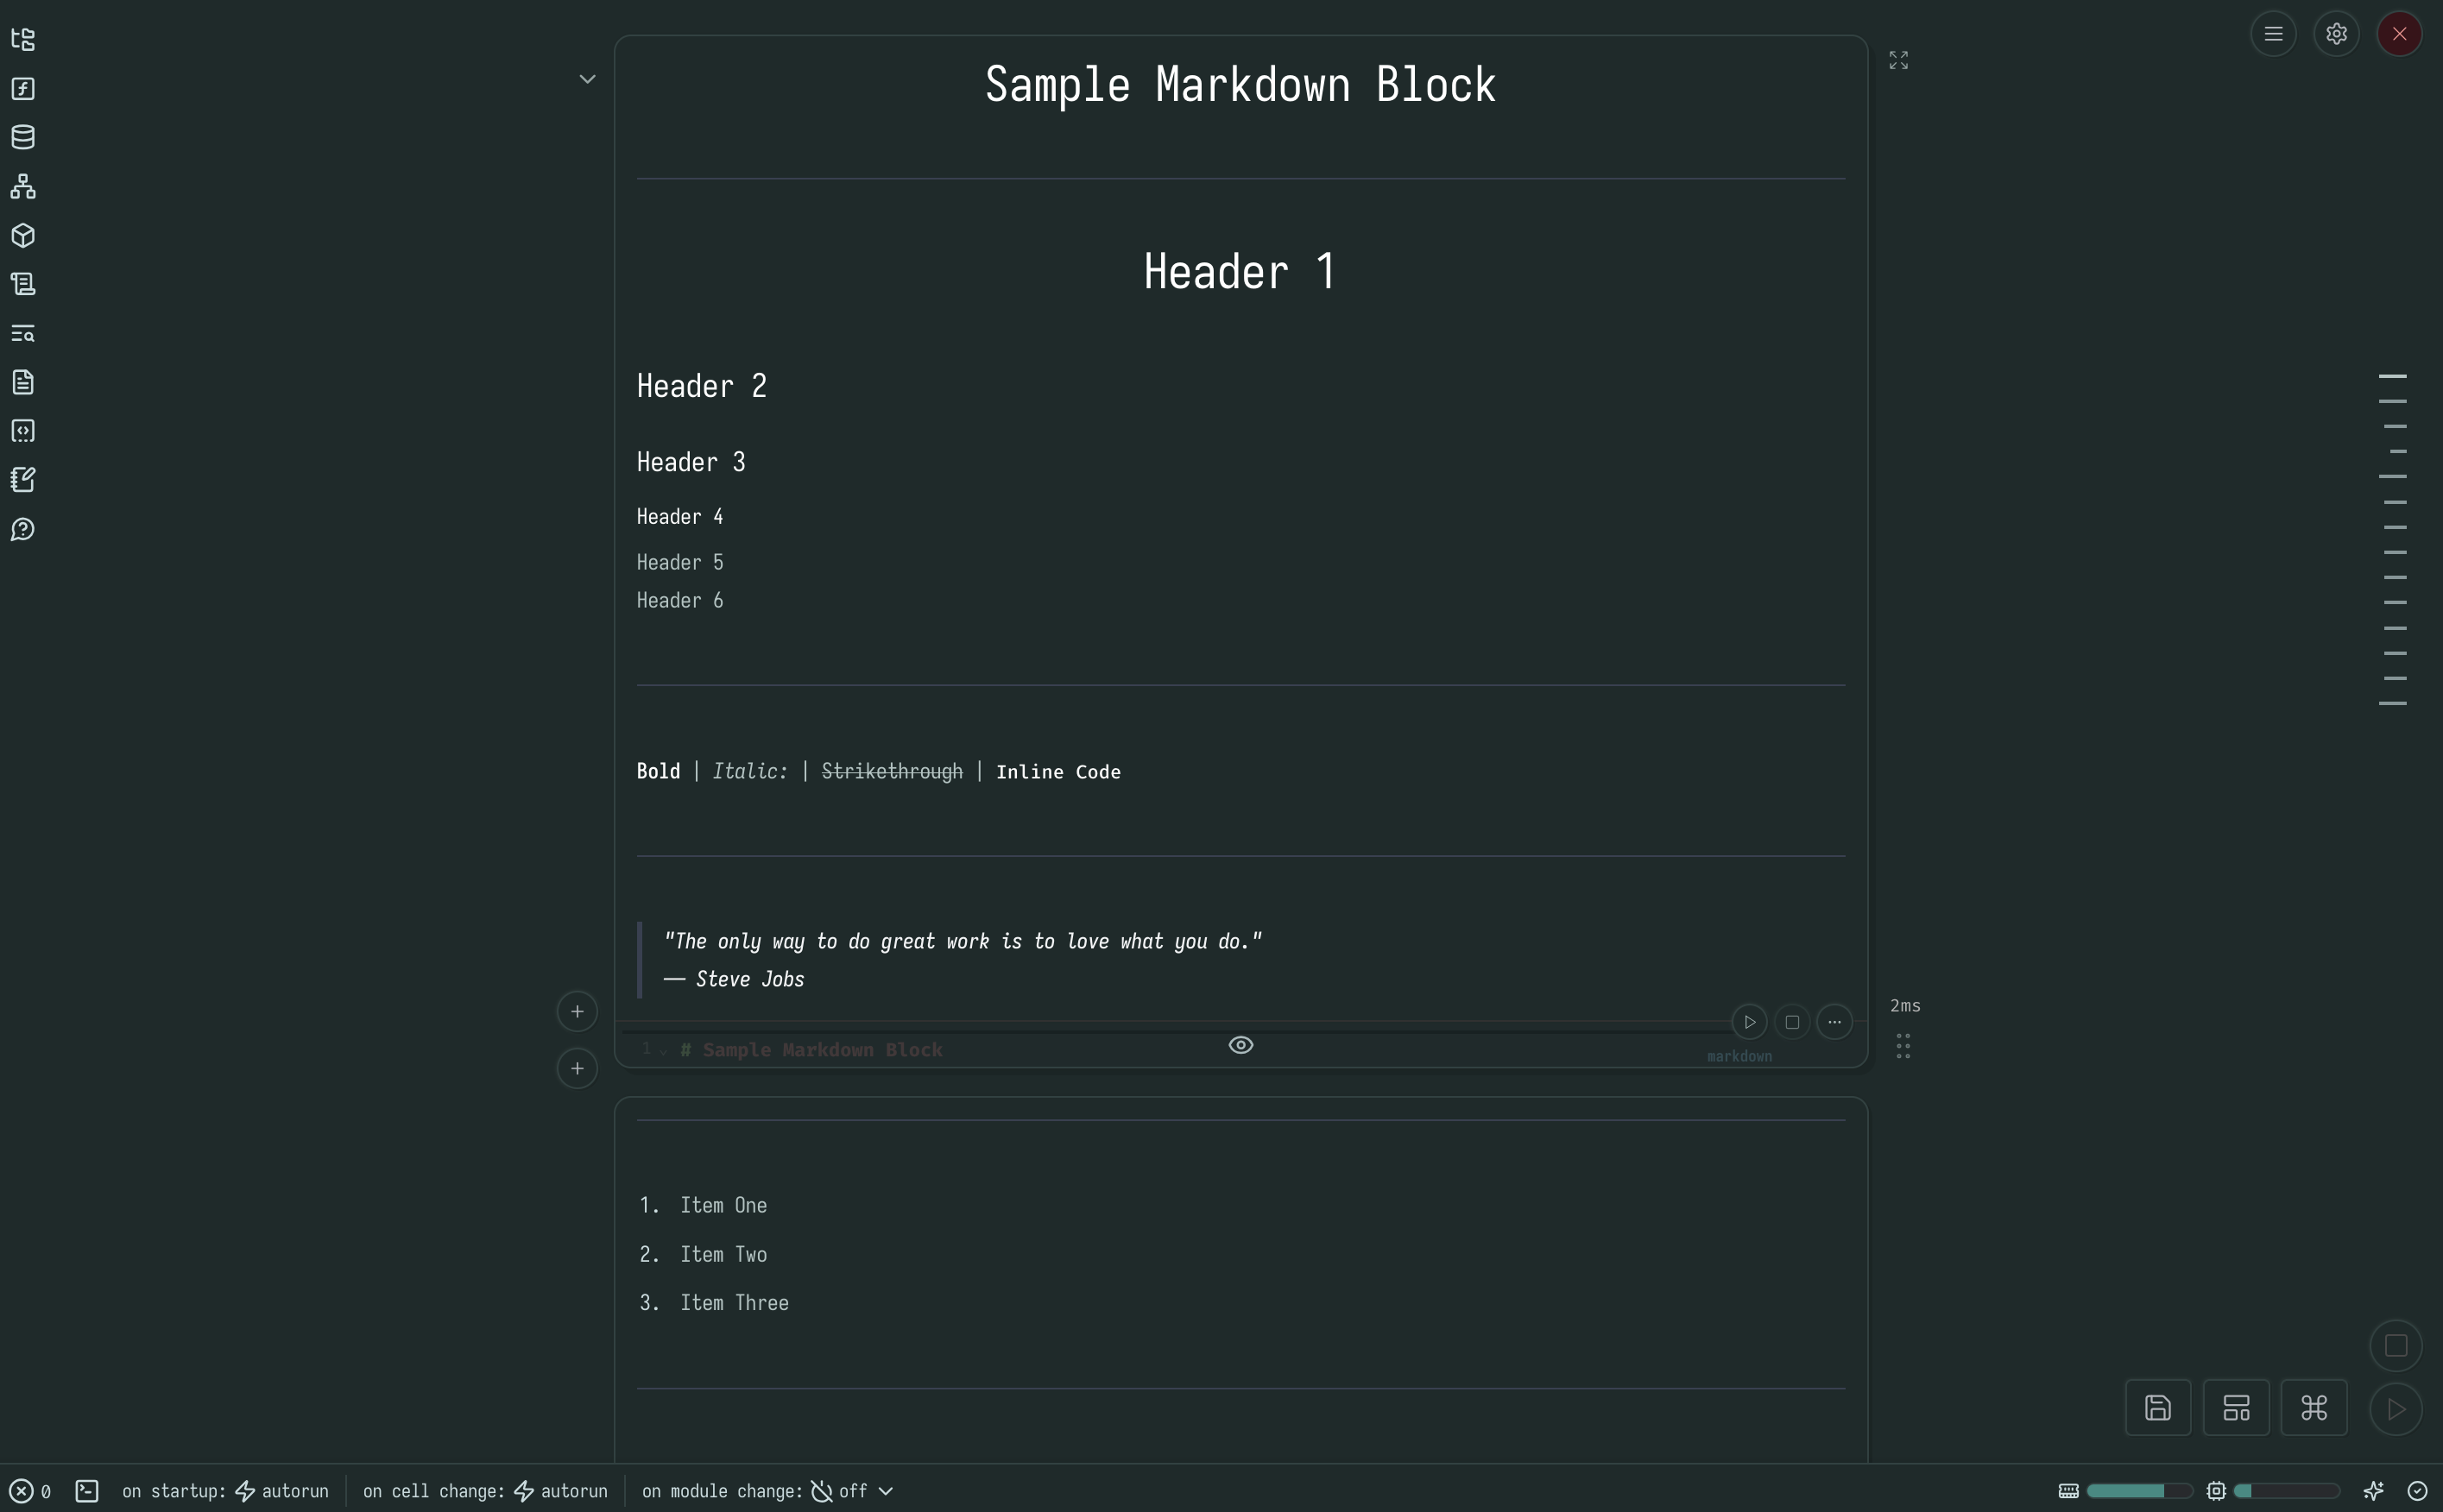 Sample Markdown Block
Header 1
Header 2
Header 3
Header 4
Header 5
Header 6
Bold | Italic: | Strikethrough | Inline Code
"The only way to do great work is to love what you do."
— Steve Jobs
2ms
1 # Sample Markdown Block
markdown
1. Item One
2. Item Two
3. Item Three
0 on startup: autorun on cell change: autorun on module change: off